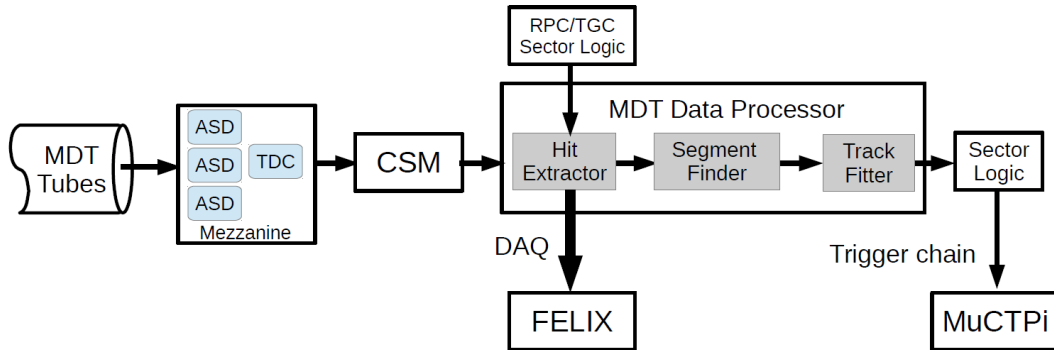 RPC/TGC
Sector Logic
MDT Data Processor
MDT
Tubes
ASD
ASD
TDC
ASD
Mezzanine
CSM
Hit
Extractor
Segment
Finder
Track
Fitter
Sector
Logic
DAQ
Trigger chain
FELIX
MuCTPi